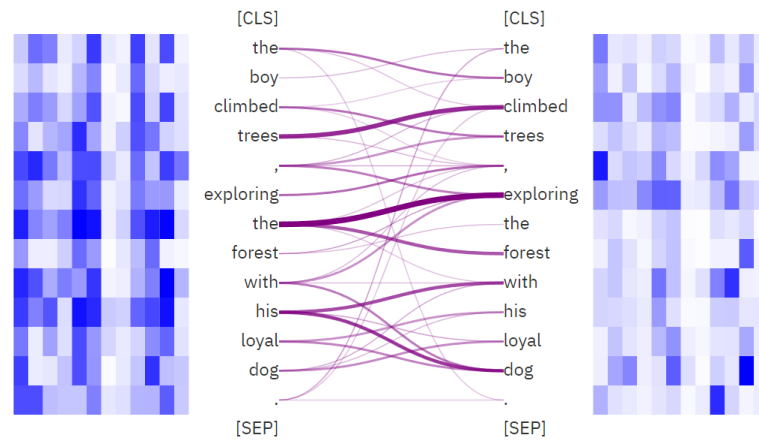 [CLS] [CLS]
the the
boy boy
climbed climbed
trees trees
, ,
exploring exploring
the the
forest forest
with with
his his
loyal loyal
dog dog
. .
[SEP] [SEP]